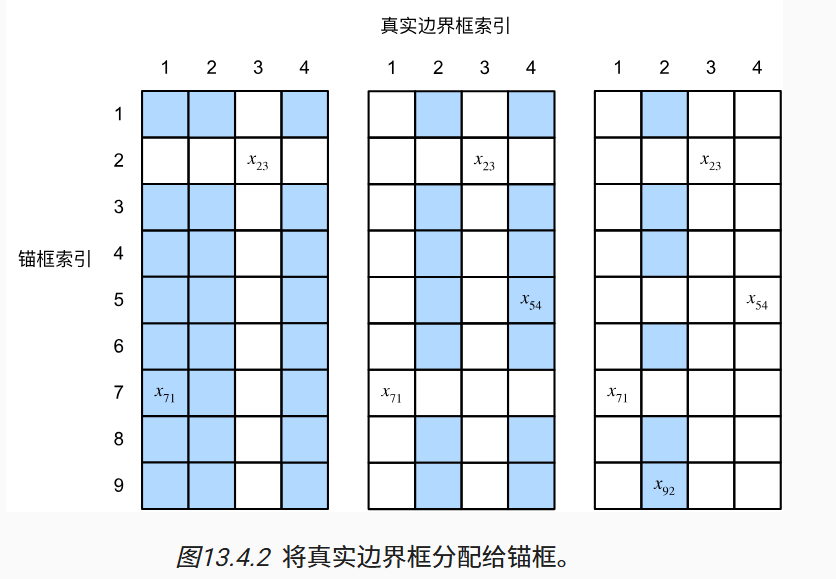 真实边界框索引
1 2 3 4 1 2 3 4 1 2 3 4
1
2 x23 x23 x23
3
锚框索引 4
5 x54 x54
6
7 x71 x71 x71
8
9 x92
图13.4.2 将真实边界框分配给锚框。